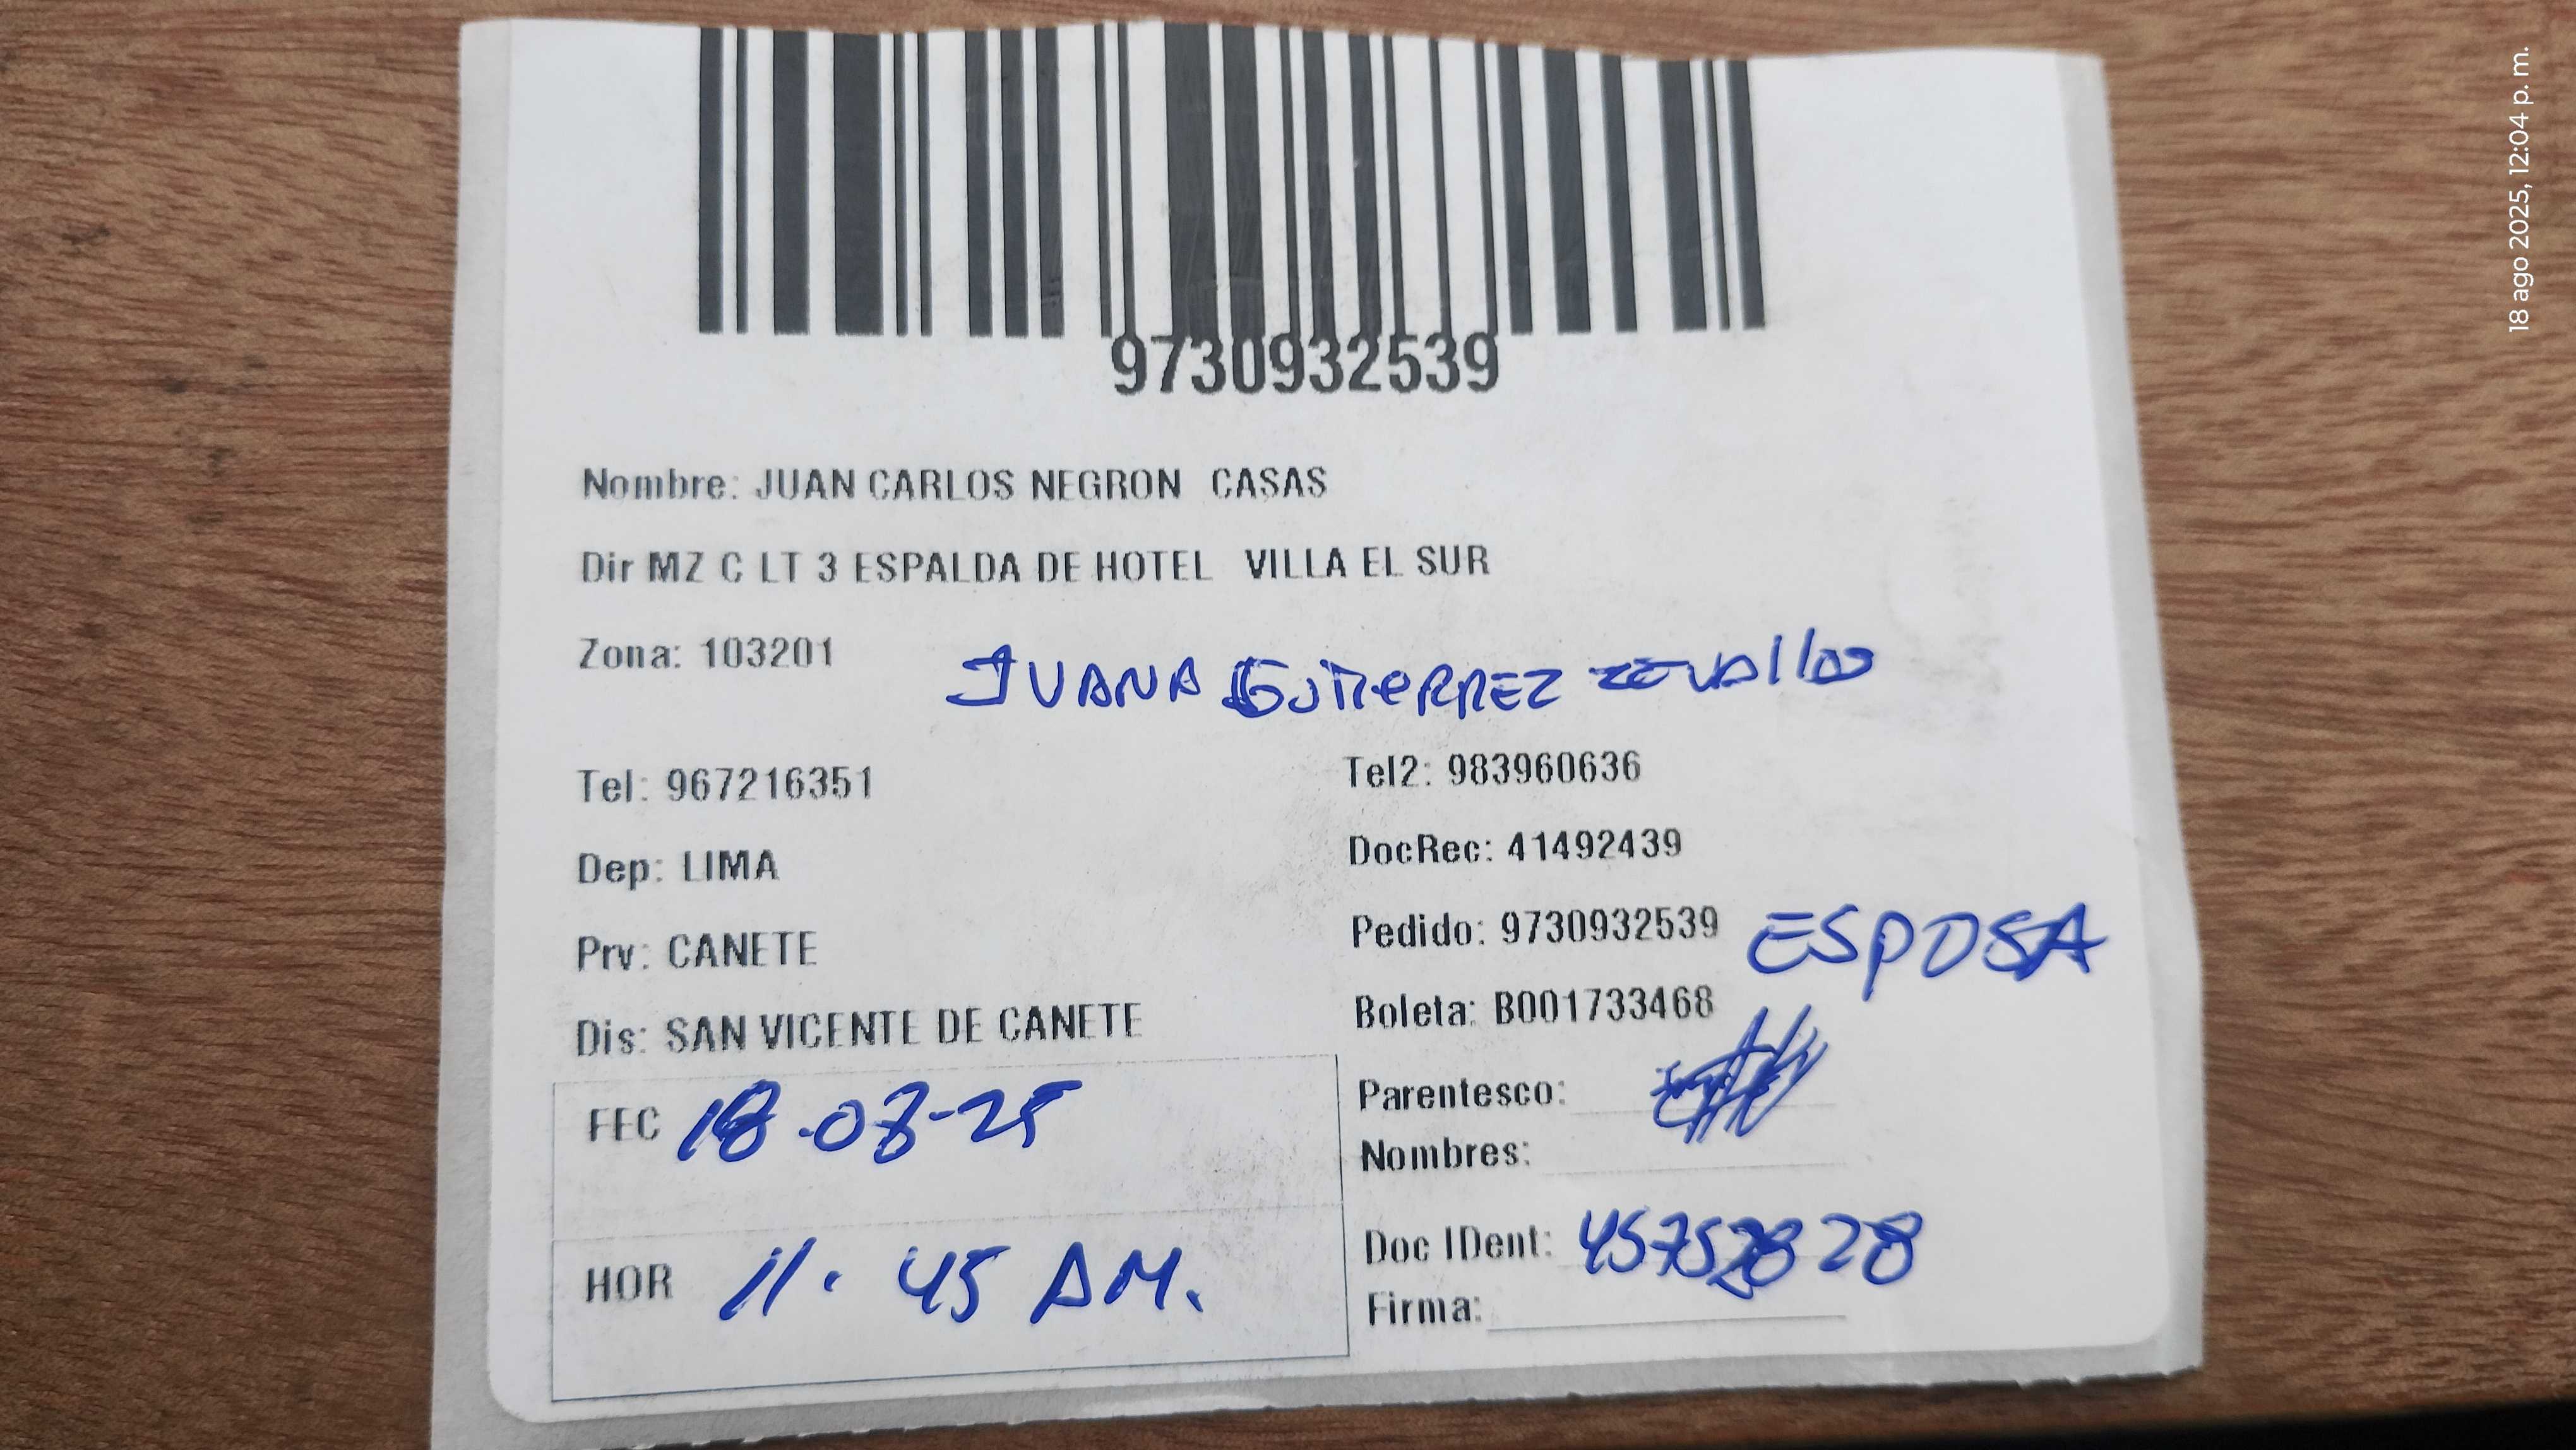 9730932539
Nombre: JUAN CARLOS NEGRON CASAS
Dir MZ C LT 3 ESPALDA DE HOTEL VILLA EL SUR
Zona: 103201
JUANA GUTIERREZ ZEVALLOS
Tel: 967216351 Tel2: 983960636
Dep: LIMA DocRec: 41492439
Prv: CANETE Pedido: 9730932539 ESPOSA
Dis: SAN VICENTE DE CANETE Boleta: B001733468
FEC 18-08-25 Parentesco:
Nombres:
HOR 11.45 AM. Doc IDent:
Firma:
18 ago 2025, 12:04 p. m.